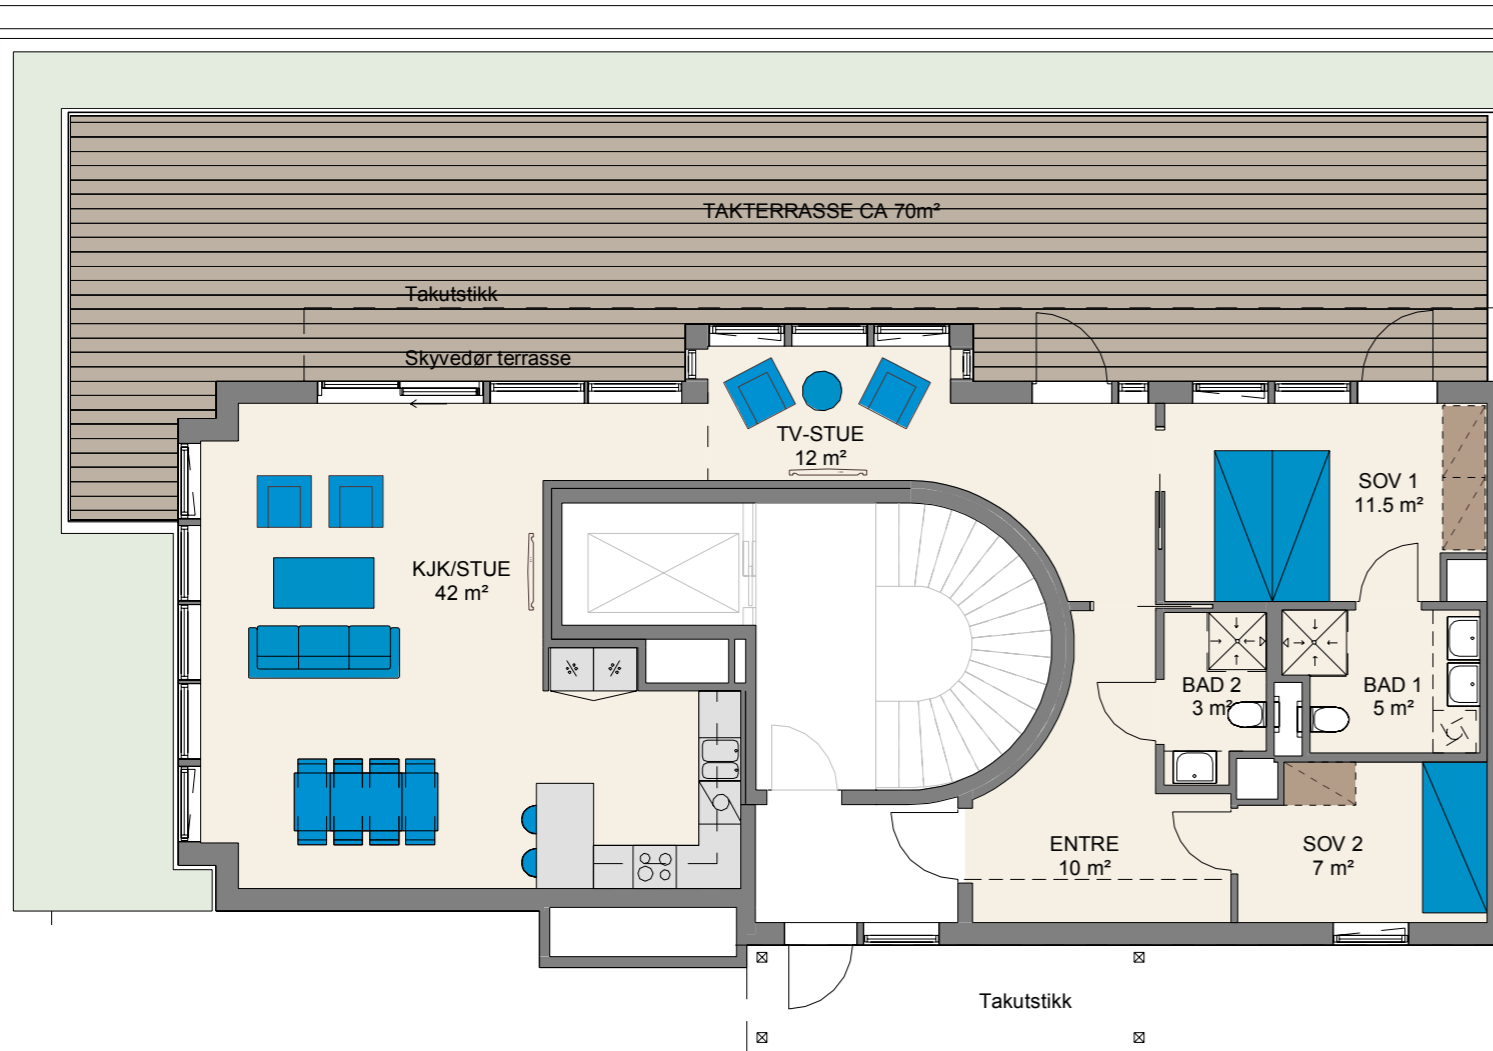 TAKTERRASSE CA 70m²
Takutstikk
Skyvedør terrasse
TV-STUE
12 m²
SOV 1
11.5 m²
KJK/STUE
42 m²
BAD 2
3 m²
BAD 1
5 m²
ENTRE
10 m²
SOV 2
7 m²
Takutstikk